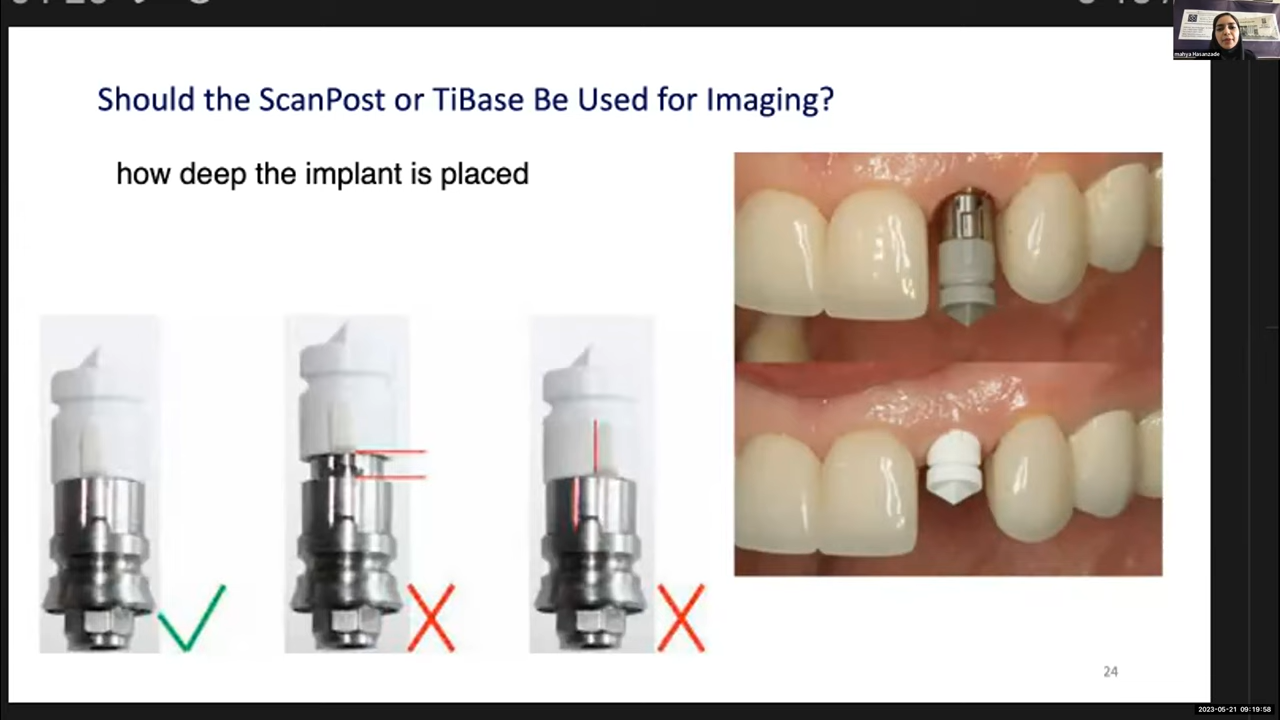 mahya Hasanzade
Should the ScanPost or TiBase Be Used for Imaging?
how deep the implant is placed
24
2023-05-21 09:19:58